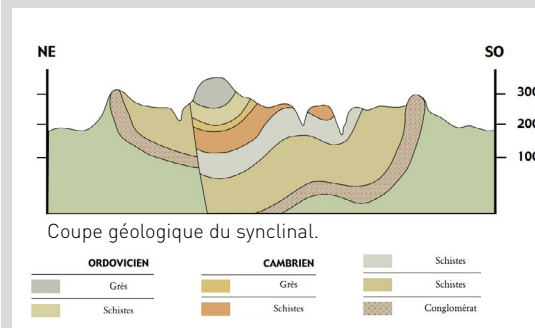 NE
SO
300
200
100
Coupe géologique du synclinal.
ORDOVICIEN
CAMBRIEN
Schistes
Grès
Grès
Schistes
Schistes
Schistes
Conglomérat